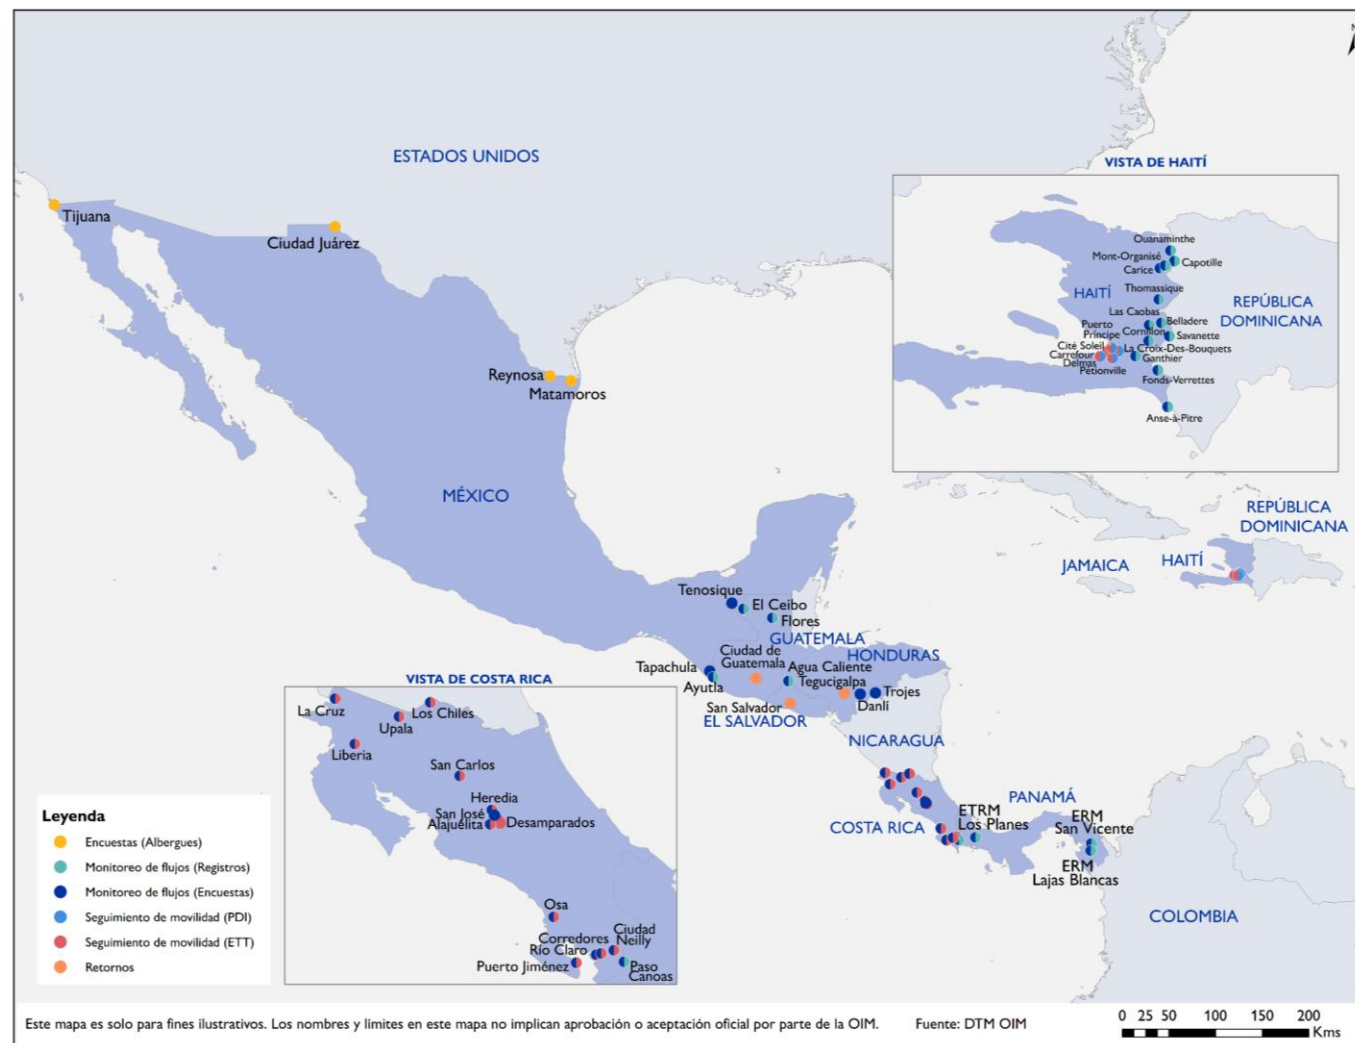 N
ESTADOS UNIDOS
Tijuana
Ciudad Juárez
Reynosa
Matamoros
MÉXICO
VISTA DE HAITÍ
Ouanaminthe
Mont-Organisé
Capotille
Carice
HAITÍ
Thomassique
REPÚBLICA
DOMINICANA
Las Caobas
Belladere
Puerto
Príncipe
Cornillon
Savanette
Cité Soleil
La Croix-Des-Bouquets
Carrefour
Ganthier
Delmas
Pétionville
Fonds-Verrettes
Anse-à-Pitre
REPÚBLICA
DOMINICANA
JAMAICA
HAITÍ
Tenosique
El Ceibo
Flores
GUATEMALA
Ciudad de
Guatemala
HONDURAS
Tapachula
Agua Caliente
Ayutla
Tegucigalpa
Trojes
Danlí
San Salvador
EL SALVADOR
NICARAGUA
COSTA RICA
ETRM
Los Planes
PANAMÁ
ERM
San Vicente
ERM
Lajas Blancas
COLOMBIA
VISTA DE COSTA RICA
La Cruz
Los Chiles
Upala
Liberia
San Carlos
Heredia
San José
Desamparados
Alajuelita
Osa
Corredores
Ciudad
Neilly
Río Claro
Puerto Jiménez
Paso
Canoas
Leyenda
Encuestas (Albergues)
Monitoreo de flujos (Registros)
Monitoreo de flujos (Encuestas)
Seguimiento de movilidad (PDI)
Seguimiento de movilidad (ETT)
Retornos
Este mapa es solo para fines ilustrativos. Los nombres y límites en este mapa no implican aprobación o aceptación oficial por parte de la OIM.
Fuente: DTM OIM
0 25 50 100 150 200
Kms